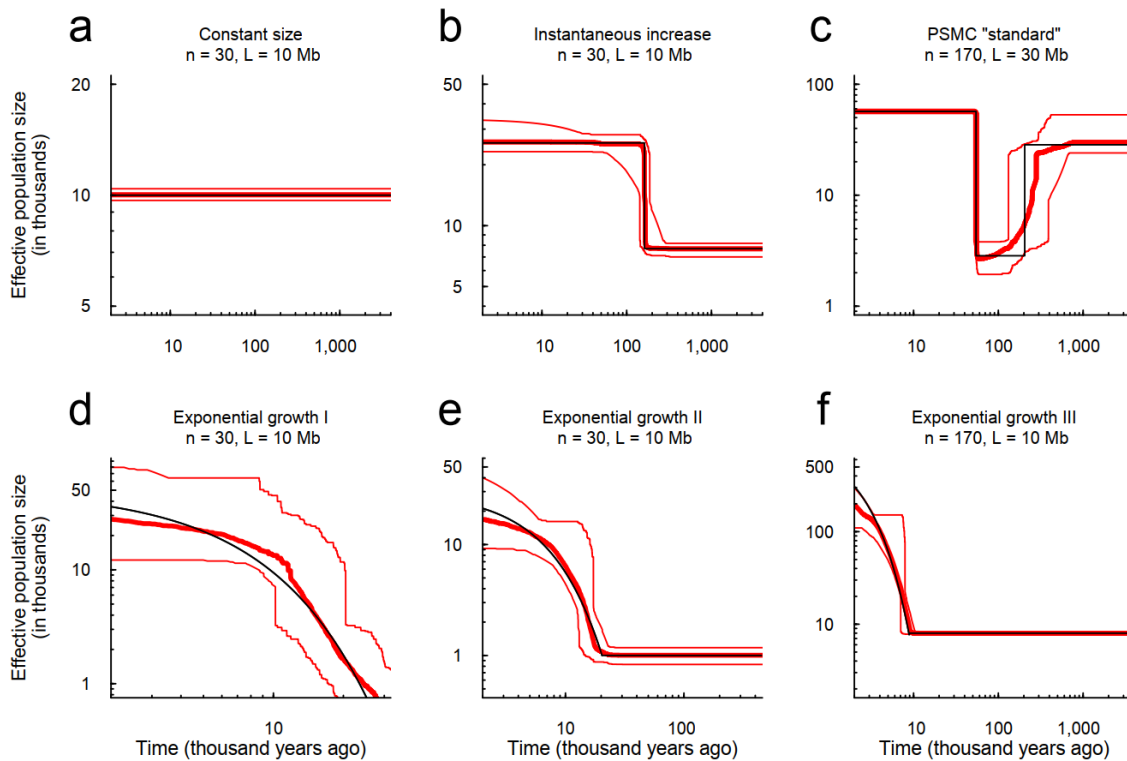 a
Constant size
n = 30, L = 10 Mb
b
Instantaneous increase
n = 30, L = 10 Mb
c
PSMC "standard"
n = 170, L = 30 Mb
Effective population size
(in thousands)
20
10
5
10
100
1,000
50
10
5
10
100
1,000
100
10
1
10
100
1,000
d
Exponential growth I
n = 30, L = 10 Mb
e
Exponential growth II
n = 30, L = 10 Mb
f
Exponential growth III
n = 170, L = 10 Mb
Effective population size
(in thousands)
50
10
5
1
10
Time (thousand years ago)
50
10
5
1
10
100
Time (thousand years ago)
500
100
50
10
5
10
100
1,000
Time (thousand years ago)